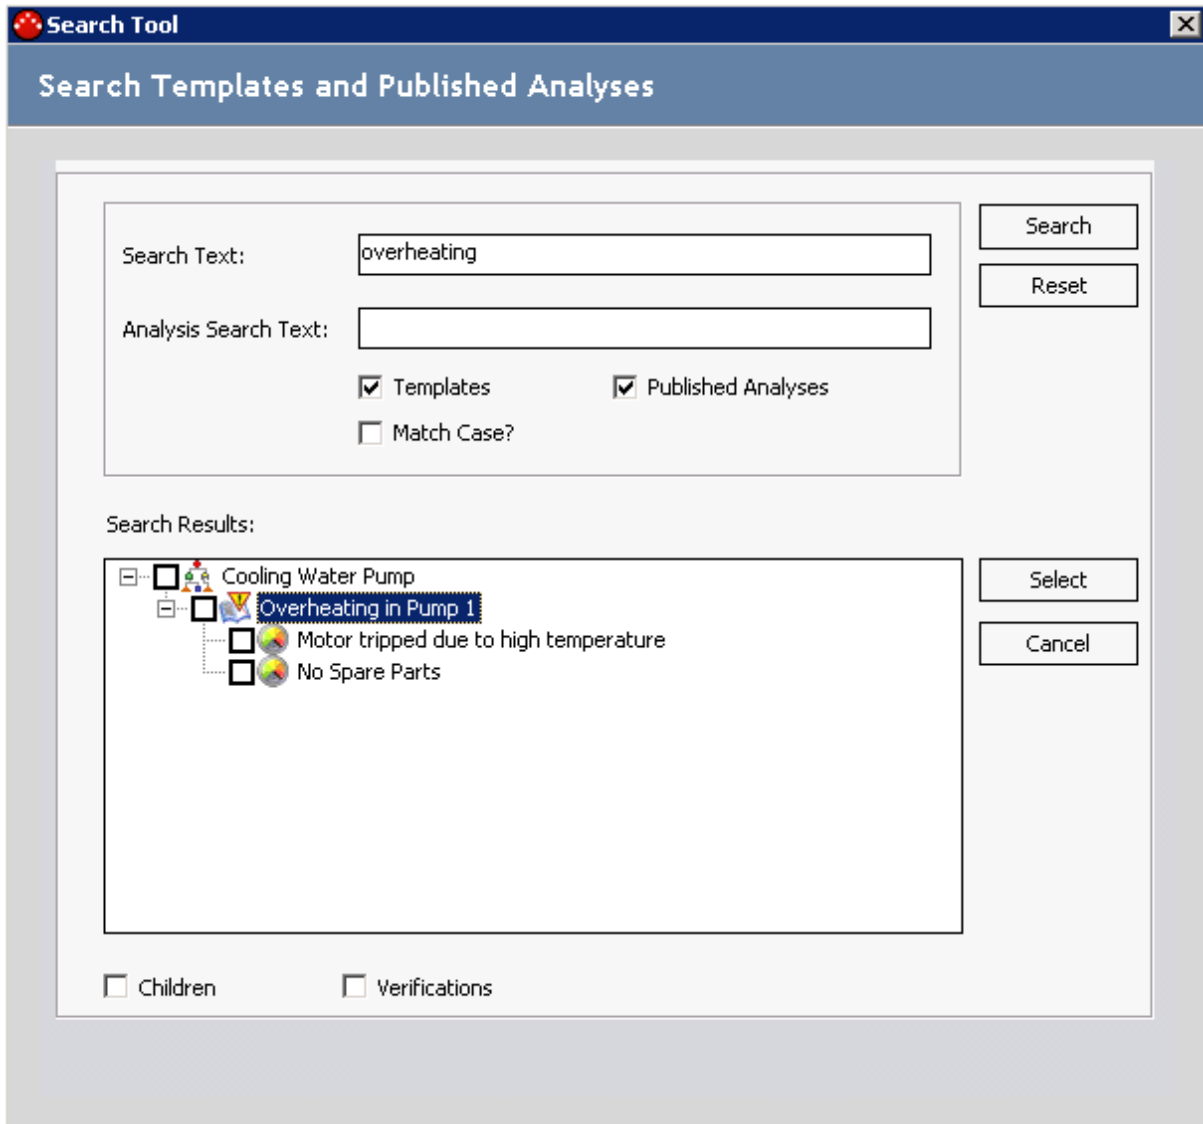 Search Tool
Search Templates and Published Analyses
Search Text: overheating
Search
Reset
Analysis Search Text:
Templates Published Analyses
Match Case?
Search Results:
Cooling Water Pump
Overheating in Pump 1
Motor tripped due to high temperature
No Spare Parts
Select
Cancel
Children Verifications